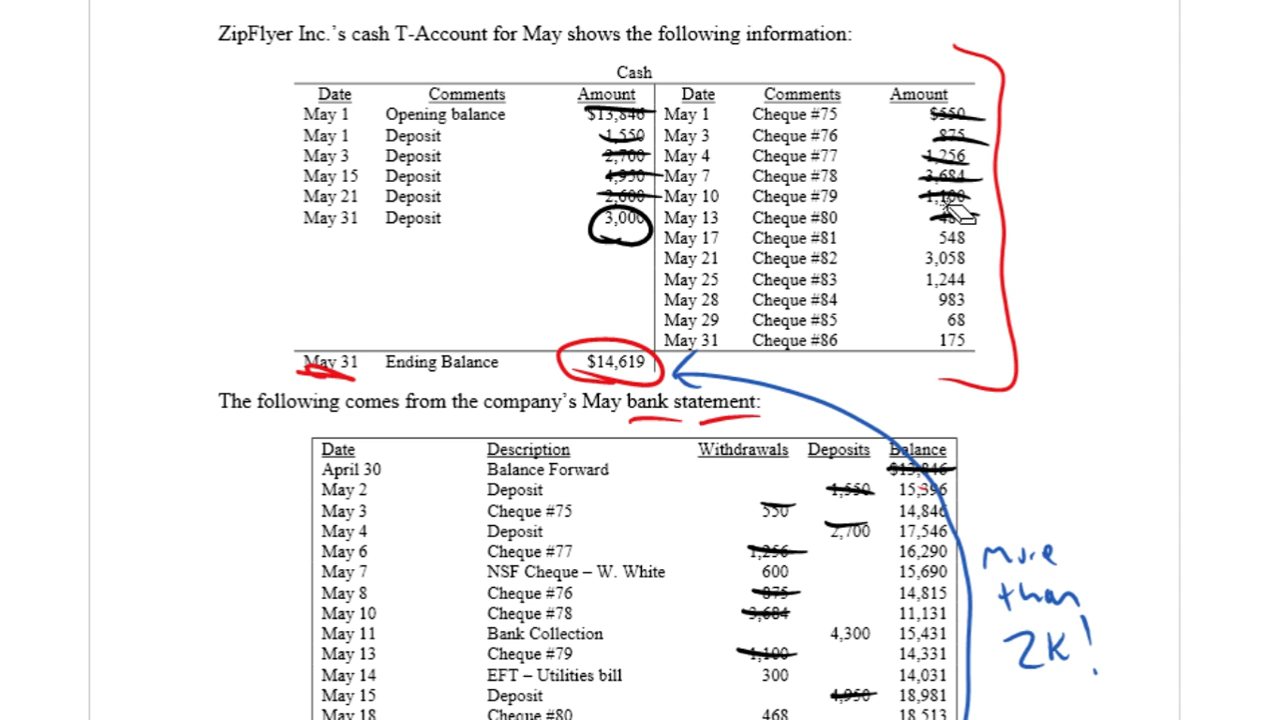 ZipFlyer Inc.'s cash T-Account for May shows the following information:
Cash
Date Comments Amount Date Comments Amount
May 1 Opening balance $13,846 May 1 Cheque #75 $550
May 1 Deposit 1,550 May 3 Cheque #76 875
May 3 Deposit 2,700 May 4 Cheque #77 1,256
May 15 Deposit 4,950 May 7 Cheque #78 3,684
May 21 Deposit 2,600 May 10 Cheque #79 1,100
May 31 Deposit 3,000 May 13 Cheque #80
May 17 Cheque #81 548
May 21 Cheque #82 3,058
May 25 Cheque #83 1,244
May 28 Cheque #84 983
May 29 Cheque #85 68
May 31 Cheque #86 175
May 31 Ending Balance $14,619
The following comes from the company's May bank statement:
Date Description Withdrawals Deposits Balance
April 30 Balance Forward $13,846
May 2 Deposit 1,550 15,396
May 3 Cheque #75 550 14,846
May 4 Deposit 2,700 17,546
May 6 Cheque #77 1,256 16,290
May 7 NSF Cheque – W. White 600 15,690
May 8 Cheque #76 875 14,815
May 10 Cheque #78 3,684 11,131
May 11 Bank Collection 4,300 15,431
May 13 Cheque #79 1,100 14,331
May 14 EFT – Utilities bill 300 14,031
May 15 Deposit 4,950 18,981
May 18 Cheque #80 468 18,513
more
than
2K!